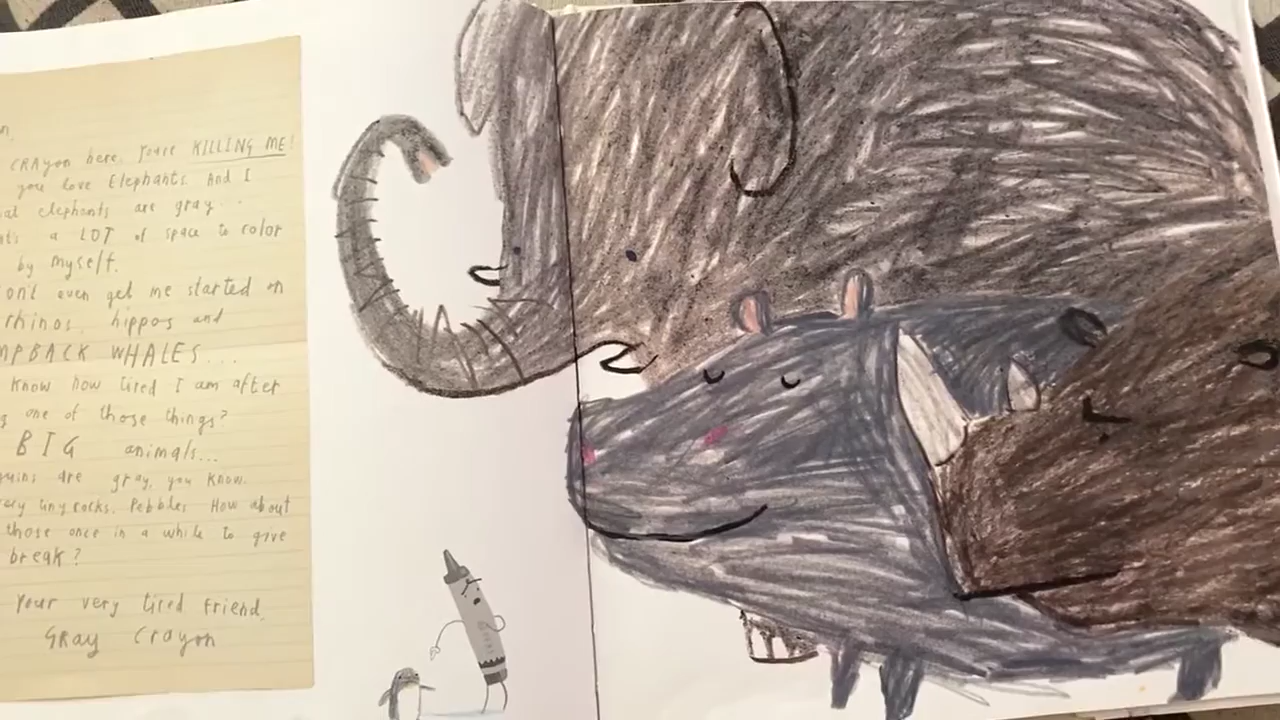 n,
CRAyon here. You're KILLING ME!
you love Elephants. And I
at elephants are gray..
ts a LOT of space to color
by myself.
on't even get me started on
rhinos, hippos and
MPBACK WHALES...
know how tired I am after
g one of those things?
BIG animals...
guins are gray, you know.
ery tiny rocks. Pebbles. How about
those once in a while to give
break?
Your very tired friend,
GRay Crayon